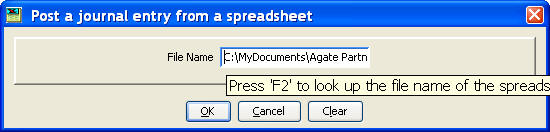 Post a journal entry from a spreadsheet
File Name C:\MyDocuments\Agate Partn
Press 'F2' to look up the file name of the spreads
OK Cancel Clear